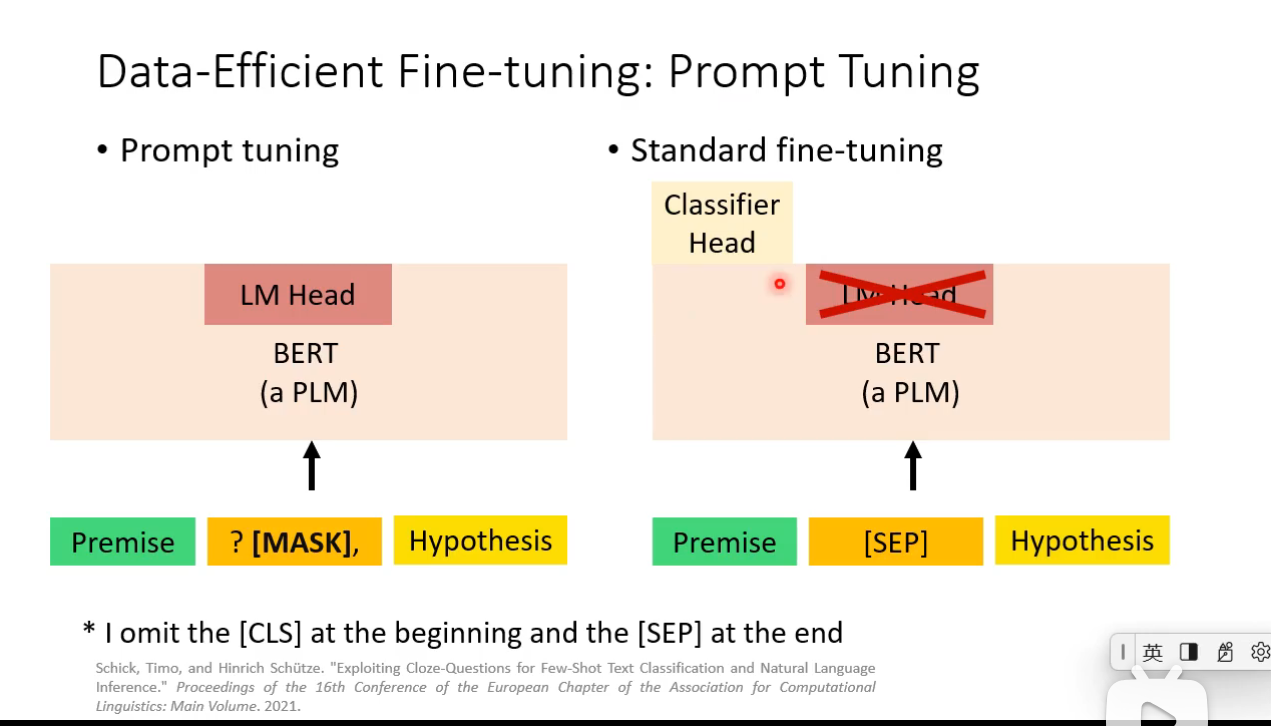 Data-Efficient Fine-tuning: Prompt Tuning
• Prompt tuning
• Standard fine-tuning
Classifier
Head
LM Head
BERT
(a PLM)
LM Head
BERT
(a PLM)
Premise
? [MASK],
Hypothesis
Premise
[SEP]
Hypothesis
* I omit the [CLS] at the beginning and the [SEP] at the end
Schick, Timo, and Hinrich Schütze. "Exploiting Cloze-Questions for Few-Shot Text Classification and Natural Language
Inference." Proceedings of the 16th Conference of the European Chapter of the Association for Computational
Linguistics: Main Volume. 2021.
英